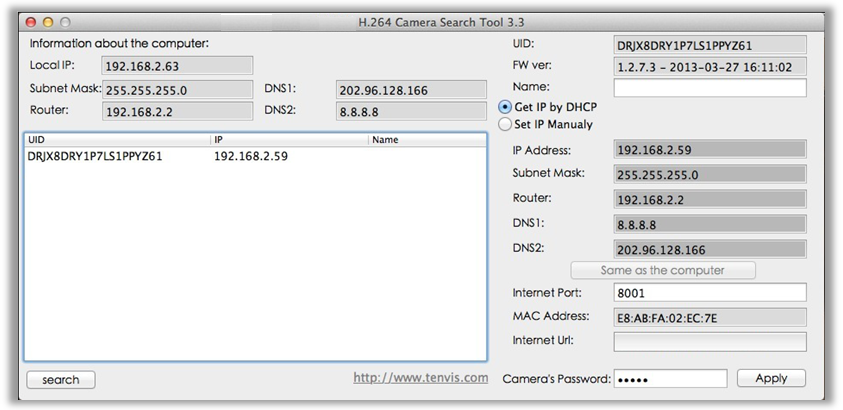 H.264 Camera Search Tool 3.3
Information about the computer:
Local IP: 192.168.2.63
Subnet Mask: 255.255.255.0 DNS1: 202.96.128.166
Router: 192.168.2.2 DNS2: 8.8.8.8
UID IP Name
DRJX8DRY1P7LS1PPYZ61 192.168.2.59
search
http://www.tenvis.com
UID: DRJX8DRY1P7LS1PPYZ61
FW ver: 1.2.7.3 - 2013-03-27 16:11:02
Name:
Get IP by DHCP
Set IP Manualy
IP Address: 192.168.2.59
Subnet Mask: 255.255.255.0
Router: 192.168.2.2
DNS1: 8.8.8.8
DNS2: 202.96.128.166
Same as the computer
Internet Port: 8001
MAC Address: E8:AB:FA:02:EC:7E
Internet Url:
Camera's Password: ••••• Apply